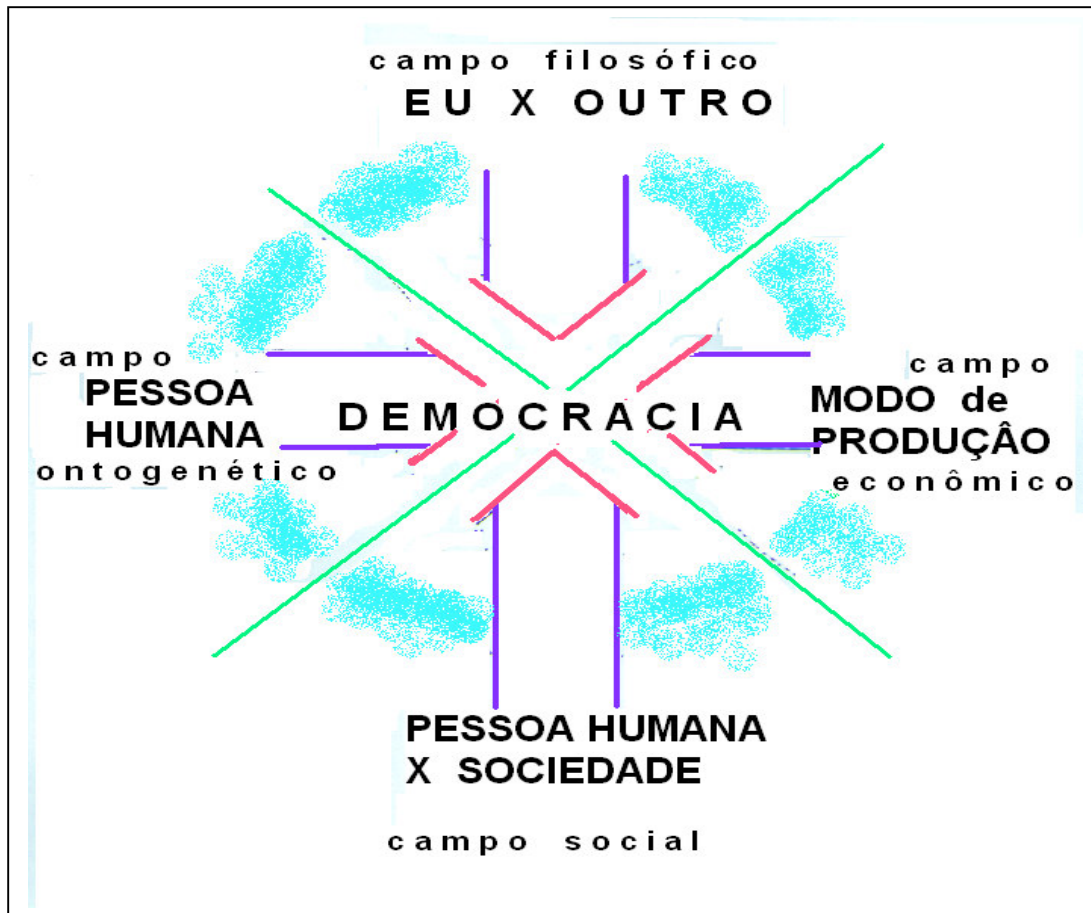 campo filosófico
EU X OUTRO
campo
PESSOA
HUMANA
ontogenético
DEMOCRACIA
campo
MODO de
PRODUÇÂO
econômico
PESSOA HUMANA
X SOCIEDADE
campo social